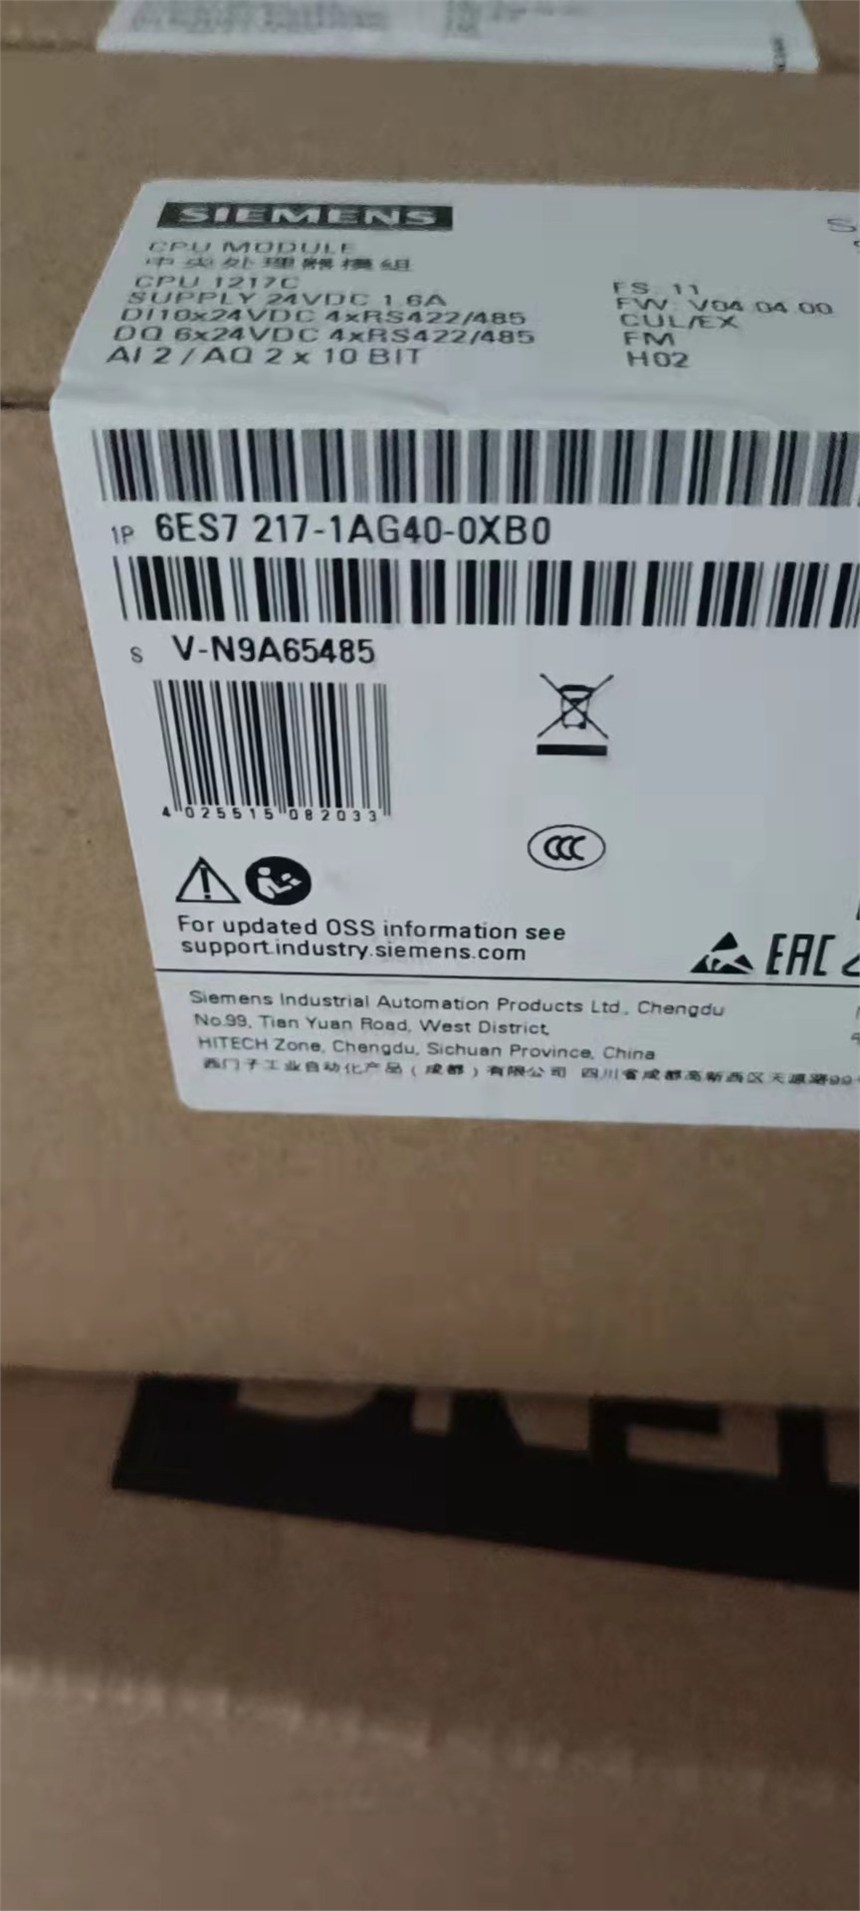 SIEMENS
CPU MODULE
中央处理器模組
CPU 1217C
SUPPLY 24VDC 1.6A
DI10x24VDC 4xRS422/485
DQ 6x24VDC 4xRS422/485
AI 2 / AQ 2 x 10 BIT
FS: 11
FW: V04.04.00
CUL/EX
FM
H02
1P 6ES7 217-1AG40-0XB0
S V-N9A65485
4 025515 082033
CCC
For updated OSS information see
support.industry.siemens.com
EAC
Siemens Industrial Automation Products Ltd., Chengdu
No.99, Tian Yuan Road, West District,
HITECH Zone, Chengdu, Sichuan Province, China
西门子工业自动化产品(成都)有限公司 四川省成都高新西区天源路99